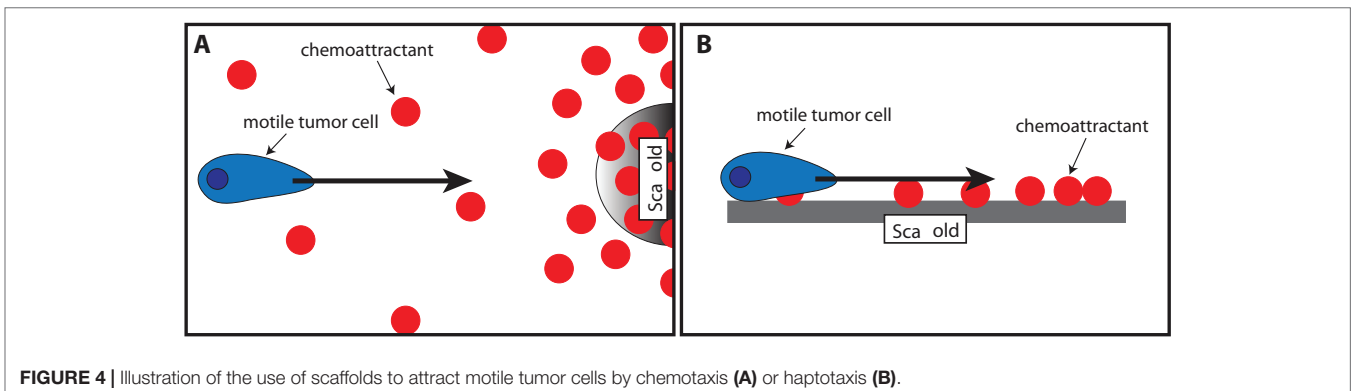 A
chemoattractant
motile tumor cell
Sca old
B
motile tumor cell
chemoattractant
Sca old
FIGURE 4 | Illustration of the use of scaffolds to attract motile tumor cells by chemotaxis (A) or haptotaxis (B).